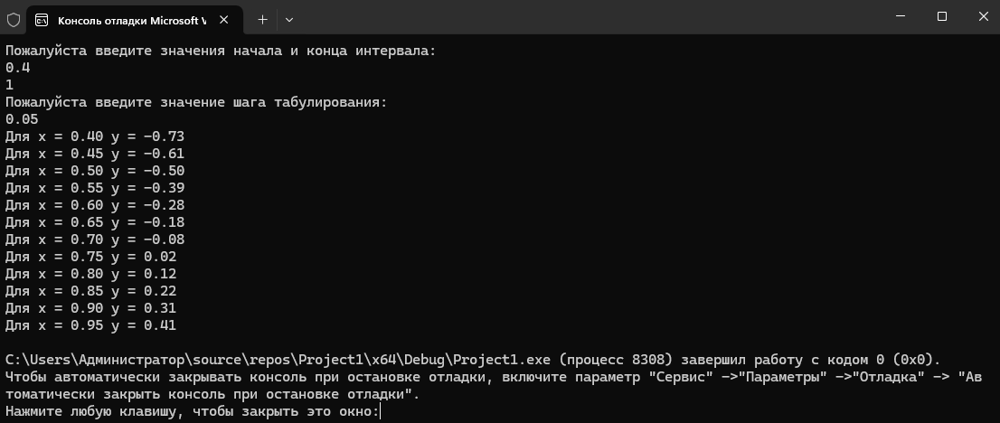 Консоль отладки Microsoft V
Пожалуйста введите значения начала и конца интервала:
0.4
1
Пожалуйста введите значение шага табулирования:
0.05
Для x = 0.40 y = -0.73
Для x = 0.45 y = -0.61
Для x = 0.50 y = -0.50
Для x = 0.55 y = -0.39
Для x = 0.60 y = -0.28
Для x = 0.65 y = -0.18
Для x = 0.70 y = -0.08
Для x = 0.75 y = 0.02
Для x = 0.80 y = 0.12
Для x = 0.85 y = 0.22
Для x = 0.90 y = 0.31
Для x = 0.95 y = 0.41
C:\Users\Администратор\source\repos\Project1\x64\Debug\Project1.exe (процесс 8308) завершил работу с кодом 0 (0x0).
Чтобы автоматически закрывать консоль при остановке отладки, включите параметр "Сервис" ->"Параметры" ->"Отладка" -> "Ав
томатически закрыть консоль при остановке отладки".
Нажмите любую клавишу, чтобы закрыть это окно: